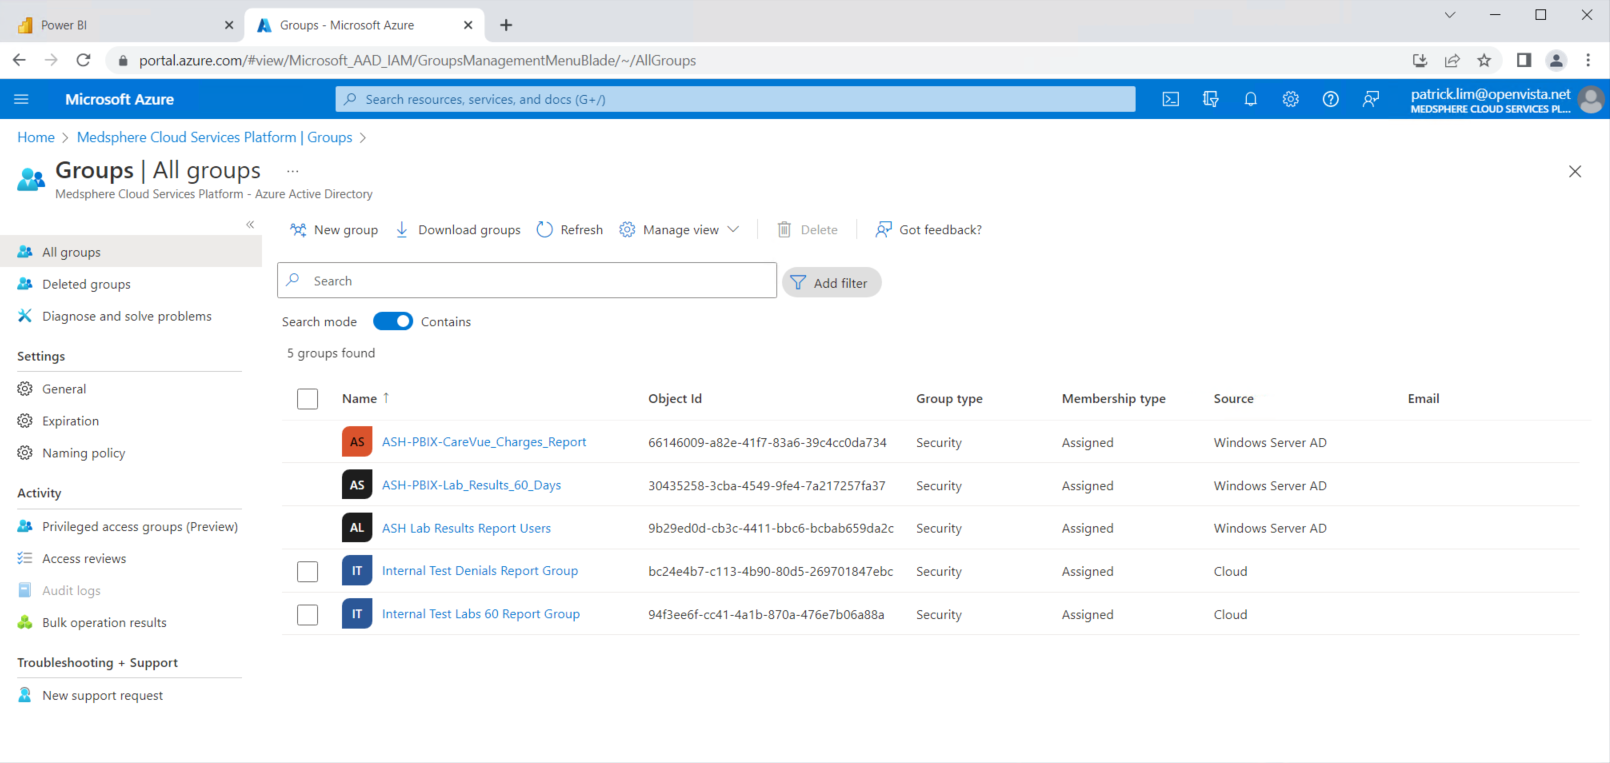 Power BI
Groups - Microsoft Azure
portal.azure.com/#view/Microsoft_AAD_IAM/GroupsManagementMenuBlade/~/AllGroups
Microsoft Azure
Search resources, services, and docs (G+/)
patrick.lim@openvista.net
MEDSPHERE CLOUD SERVICES PL...
Home > Medsphere Cloud Services Platform | Groups >
Groups | All groups ...
Medsphere Cloud Services Platform - Azure Active Directory
New group Download groups Refresh Manage view Delete Got feedback?
All groups
Deleted groups
Diagnose and solve problems
Settings
General
Expiration
Naming policy
Activity
Privileged access groups (Preview)
Access reviews
Audit logs
Bulk operation results
Troubleshooting + Support
New support request
Search
Add filter
Search mode Contains
5 groups found
Name ↑ Object Id Group type Membership type Source Email
AS ASH-PBIX-CareVue_Charges_Report 66146009-a82e-41f7-83a6-39c4cc0da734 Security Assigned Windows Server AD
AS ASH-PBIX-Lab_Results_60_Days 30435258-3cba-4549-9fe4-7a217257fa37 Security Assigned Windows Server AD
AL ASH Lab Results Report Users 9b29ed0d-cb3c-4411-bbc6-bcbab659da2c Security Assigned Windows Server AD
IT Internal Test Denials Report Group bc24e4b7-c113-4b90-80d5-269701847ebc Security Assigned Cloud
IT Internal Test Labs 60 Report Group 94f3ee6f-cc41-4a1b-870a-476e7b06a88a Security Assigned Cloud